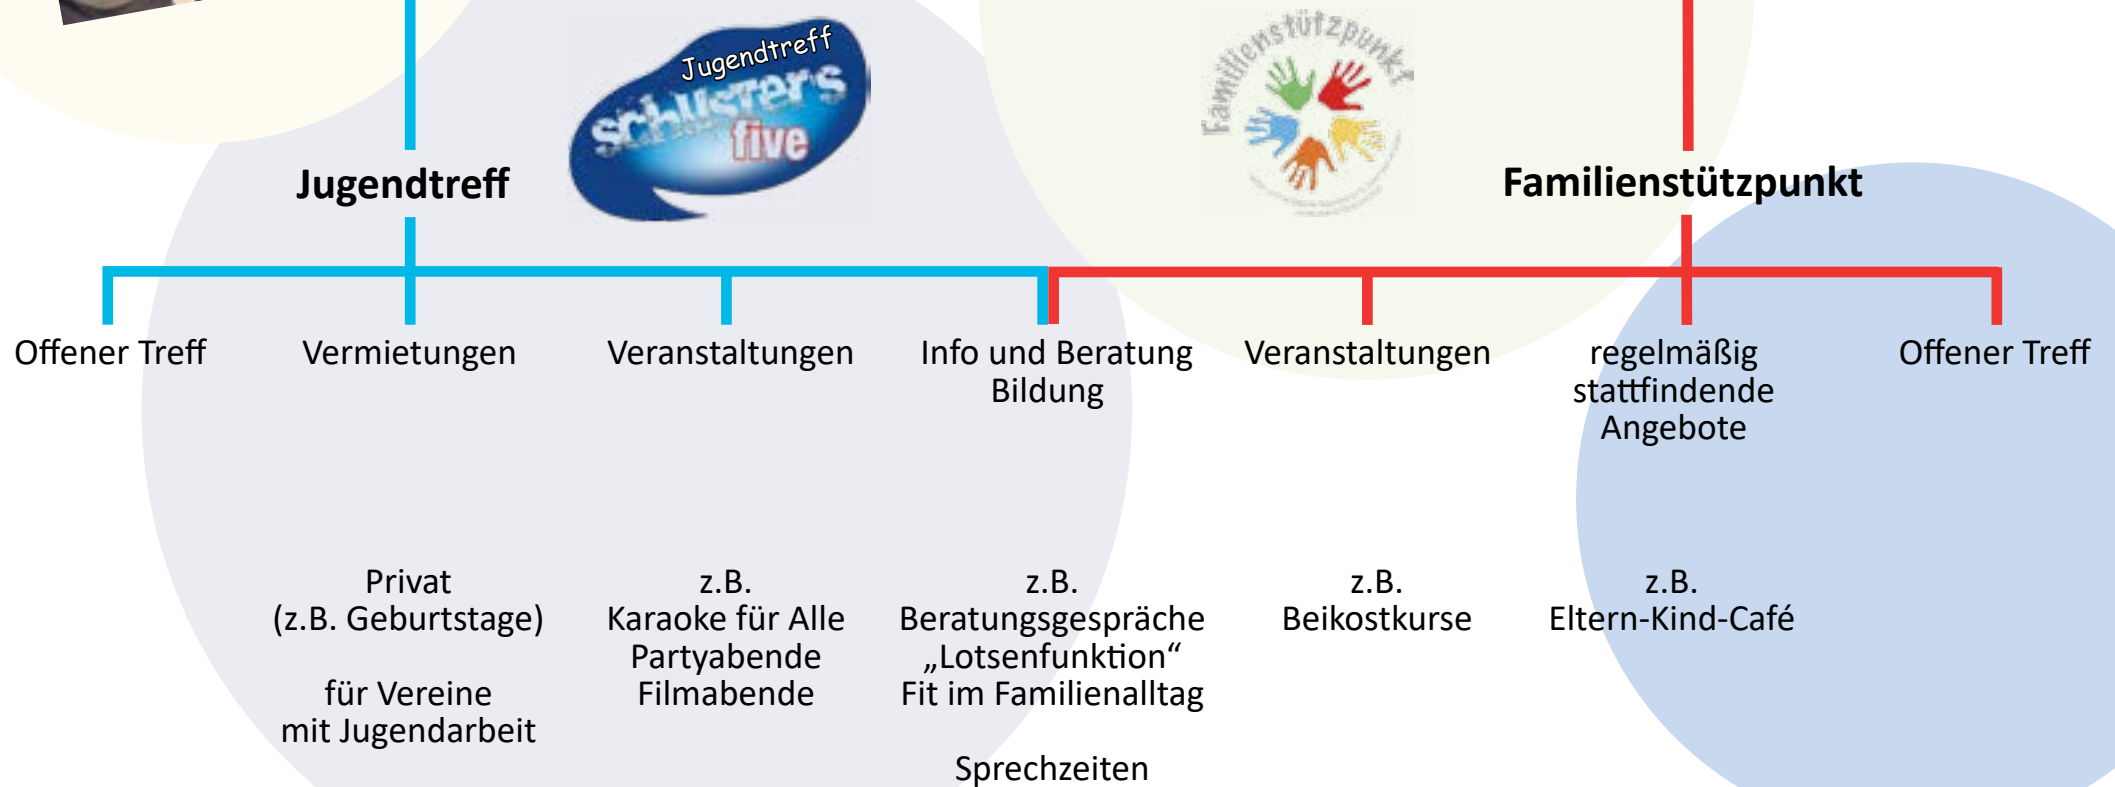 Jugendtreff
schusters
five
Familienstützpunkt
Jugendtreff
Familienstützpunkt
Offener Treff
Vermietungen
Veranstaltungen
Info und Beratung
Bildung
Veranstaltungen
regelmäßig
stattfindende
Angebote
Offener Treff
Privat
(z.B. Geburtstage)
für Vereine
mit Jugendarbeit
z.B.
Karaoke für Alle
Partyabende
Filmabende
z.B.
Beratungsgespräche
„Lotsenfunktion“
Fit im Familienalltag
Sprechzeiten
z.B.
Beikostkurse
z.B.
Eltern-Kind-Café